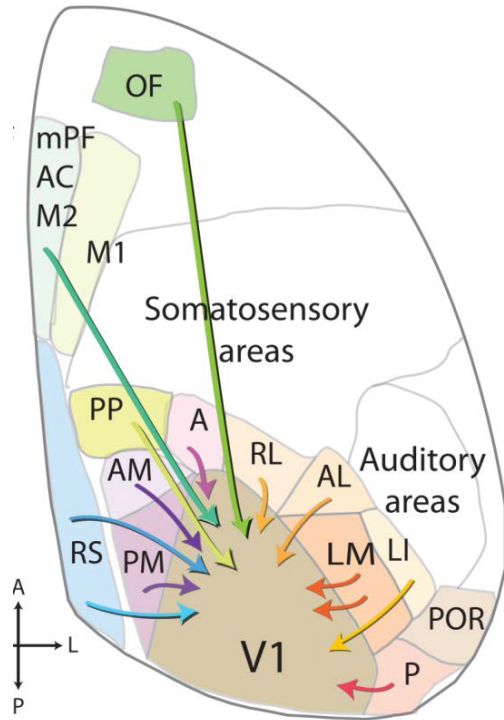 OF
mPF
AC
M2
M1
Somatosensory
areas
PP
A
RL
AM
AL
Auditory
areas
RS
PM
LM
LI
POR
V1
P
A
L
P